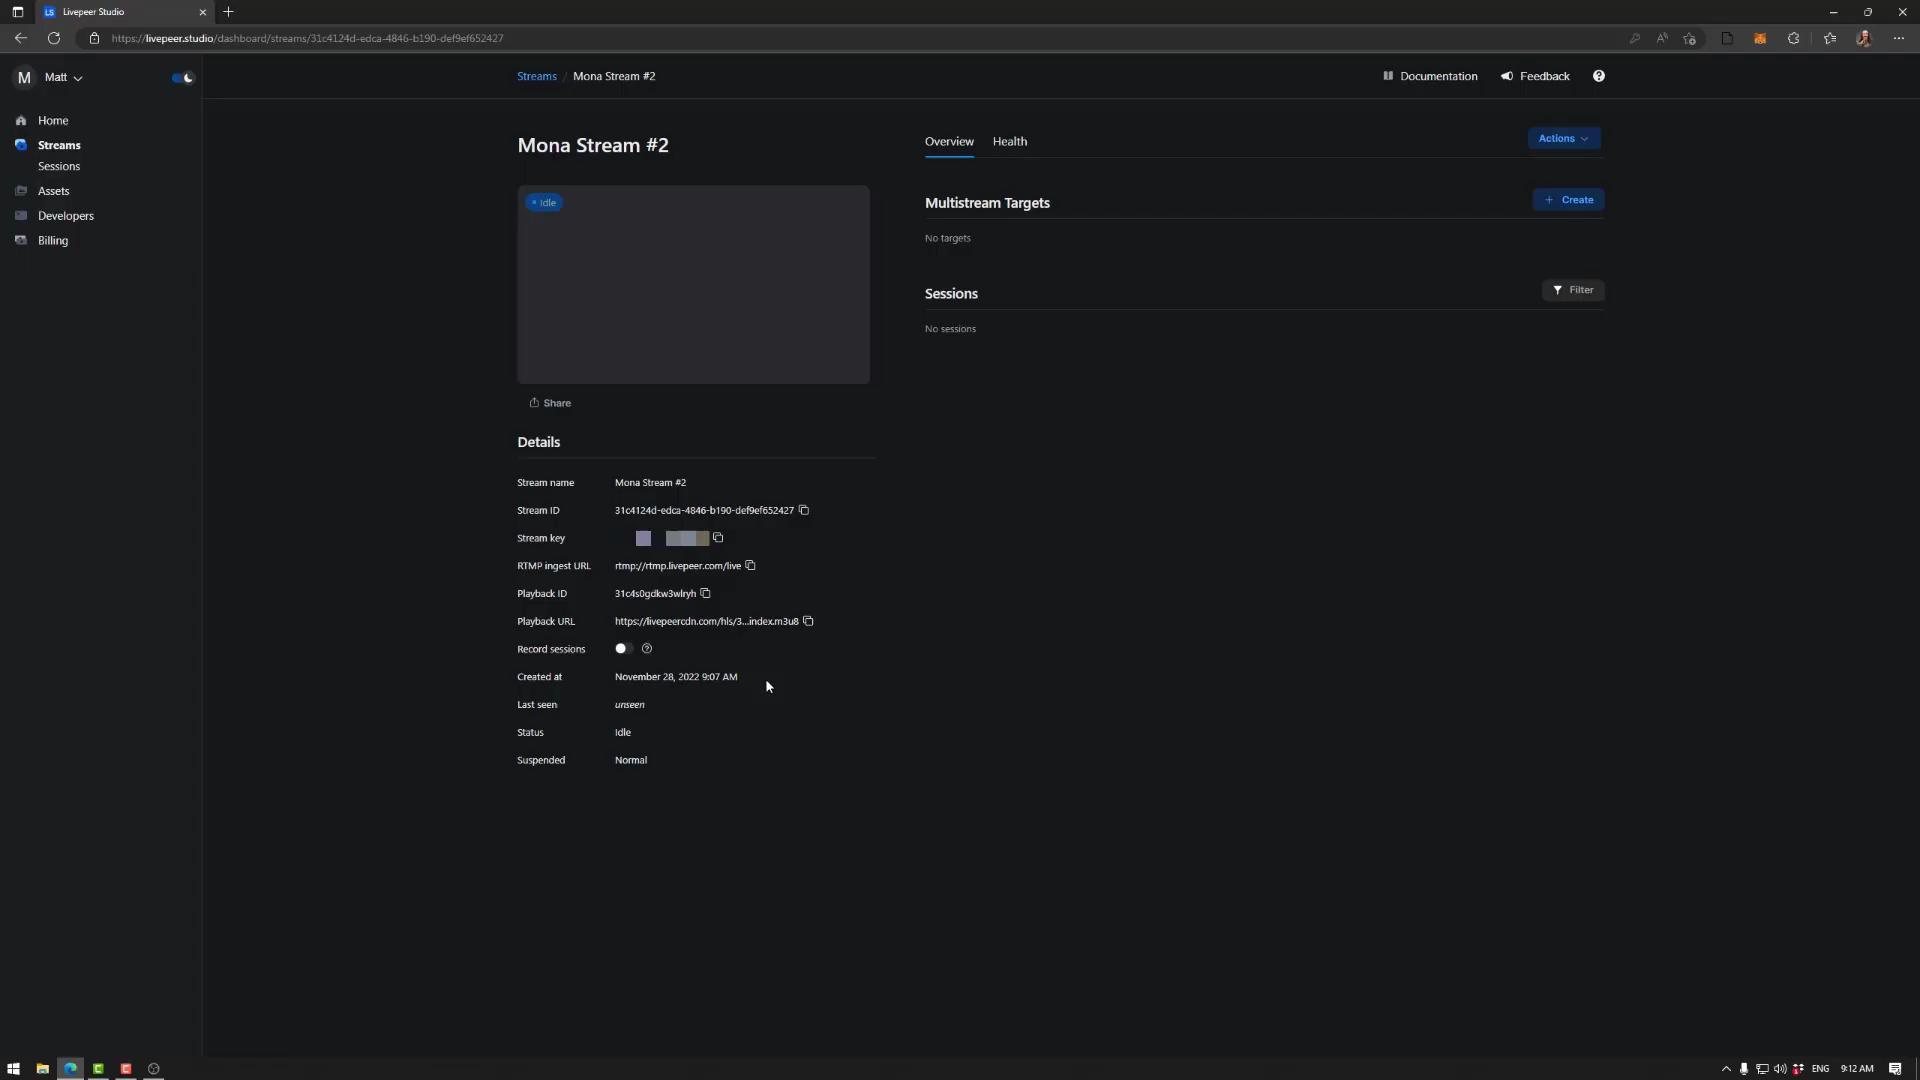 LS Livepeer Studio
https://livepeer.studio/dashboard/streams/31c4124d-edca-4846-b190-def9ef652427
M Matt
Streams / Mona Stream #2
Documentation
Feedback
Home
Streams
Sessions
Assets
Developers
Billing
Mona Stream #2
Idle
Share
Details
Stream name Mona Stream #2
Stream ID 31c4124d-edca-4846-b190-def9ef652427
Stream key
RTMP ingest URL rtmp://rtmp.livepeer.com/live
Playback ID 31c4s0gdkw3wlryh
Playback URL https://livepeercdn.com/hls/3...index.m3u8
Record sessions
Created at November 28, 2022 9:07 AM
Last seen unseen
Status Idle
Suspended Normal
Overview Health
Actions
Multistream Targets
+ Create
No targets
Sessions
Filter
No sessions
ENG 9:12 AM